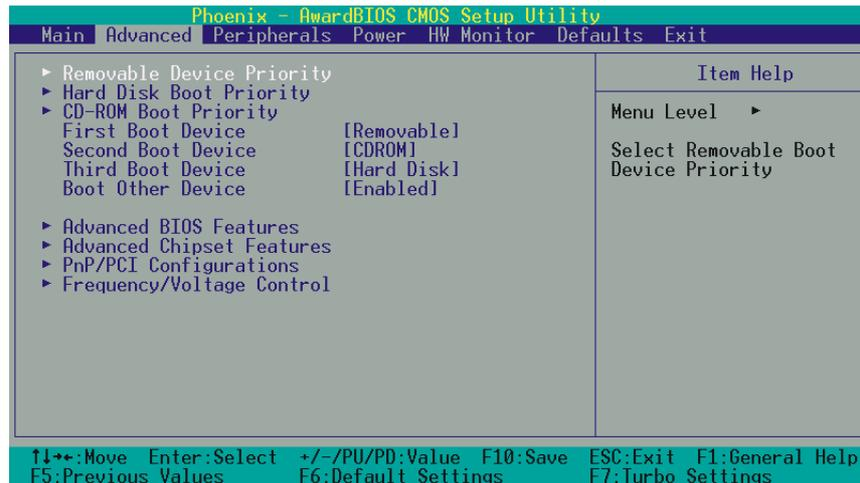 Phoenix - AwardBIOS CMOS Setup Utility
Main Advanced Peripherals Power HW Monitor Defaults Exit
► Removable Device Priority
► Hard Disk Boot Priority
► CD-ROM Boot Priority
First Boot Device [Removable]
Second Boot Device [CDROM]
Third Boot Device [Hard Disk]
Boot Other Device [Enabled]
► Advanced BIOS Features
► Advanced Chipset Features
► PnP/PCI Configurations
► Frequency/Voltage Control
Item Help
Menu Level ►
Select Removable Boot
Device Priority
↑↓→←:Move Enter:Select +/-/PU/PD:Value F10:Save ESC:Exit F1:General Help
F5:Previous Values F6:Default Settings F7:Turbo Settings